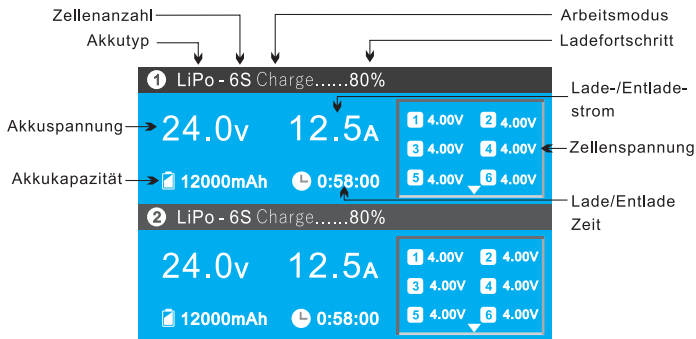 Zellenanzahl
Arbeitsmodus
Akkutyp
Ladefortschritt
1 LiPo - 6S Charge......80%
Lade-/Entlade-
strom
Akkuspannung
24.0v 12.5A
1 4.00V 2 4.00V
3 4.00V 4 4.00V
Zellenspannung
Akkukapazität
12000mAh 0:58:00
5 4.00V 6 4.00V
Lade/Entlade
Zeit
2 LiPo - 6S Charge......80%
24.0v 12.5A
1 4.00V 2 4.00V
3 4.00V 4 4.00V
12000mAh 0:58:00
5 4.00V 6 4.00V